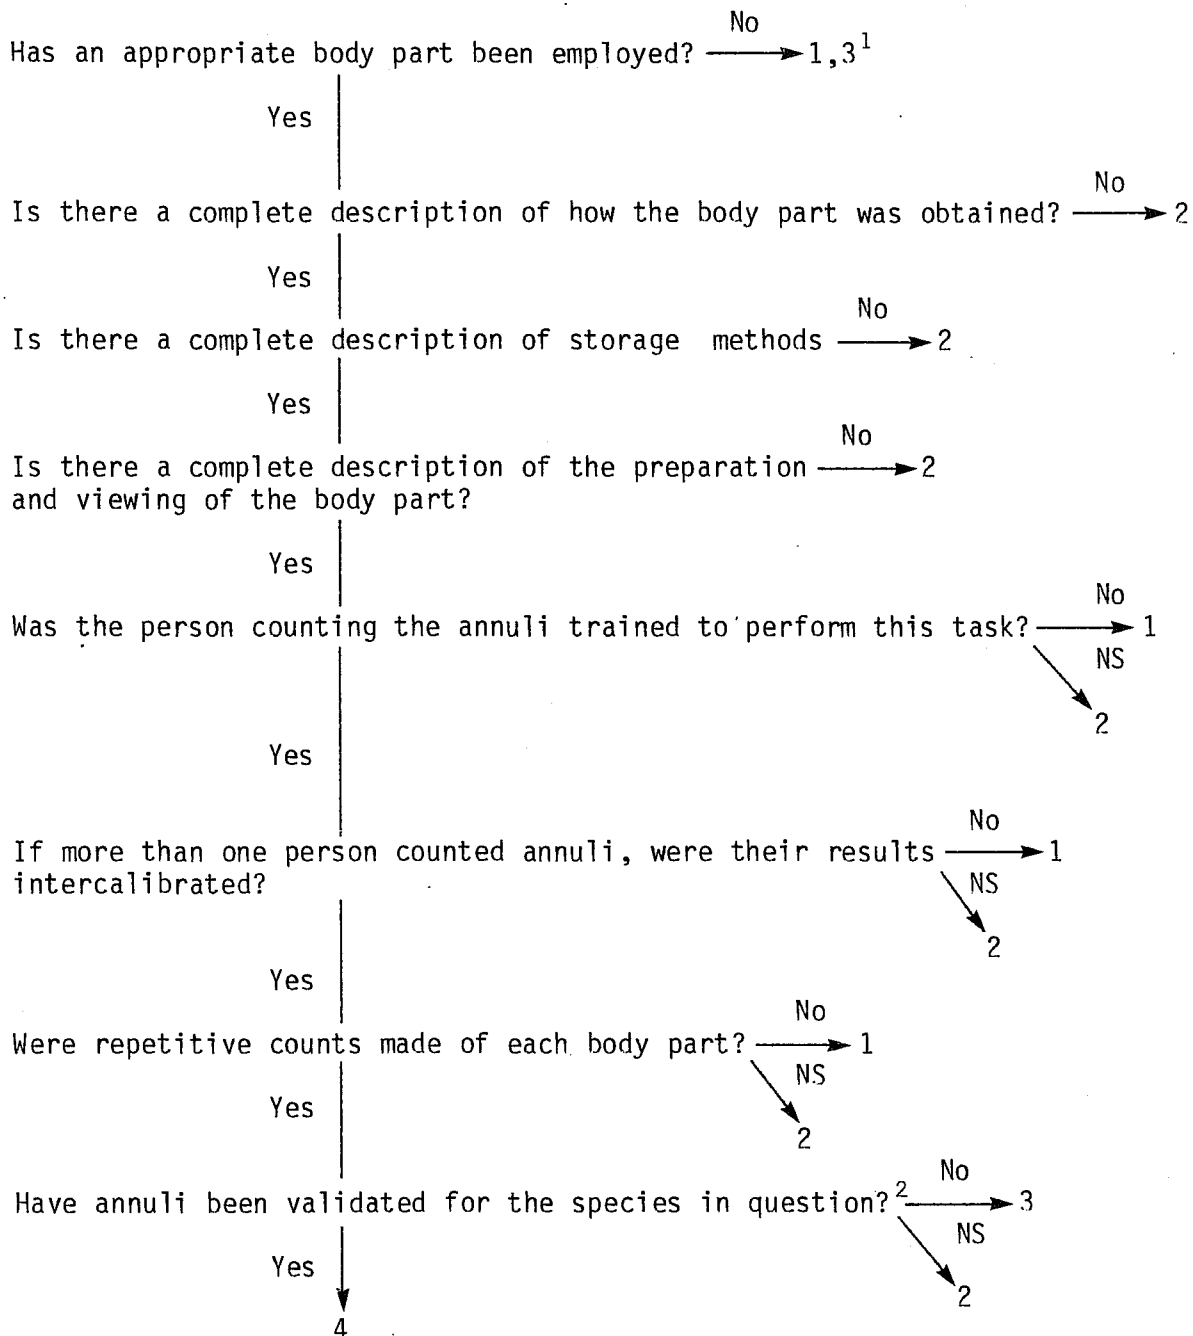 No
Has an appropriate body part been employed? 1,3¹
Yes
No
Is there a complete description of how the body part was obtained? 2
Yes
No
Is there a complete description of storage methods 2
Yes
No
Is there a complete description of the preparation 2
and viewing of the body part?
Yes
No
Was the person counting the annuli trained to perform this task? 1
NS
2
Yes
No
If more than one person counted annuli, were their results 1
intercalibrated?
NS
2
Yes
No
Were repetitive counts made of each body part? 1
NS
Yes
2
No
Have annuli been validated for the species in question?² 3
NS
Yes
2
4